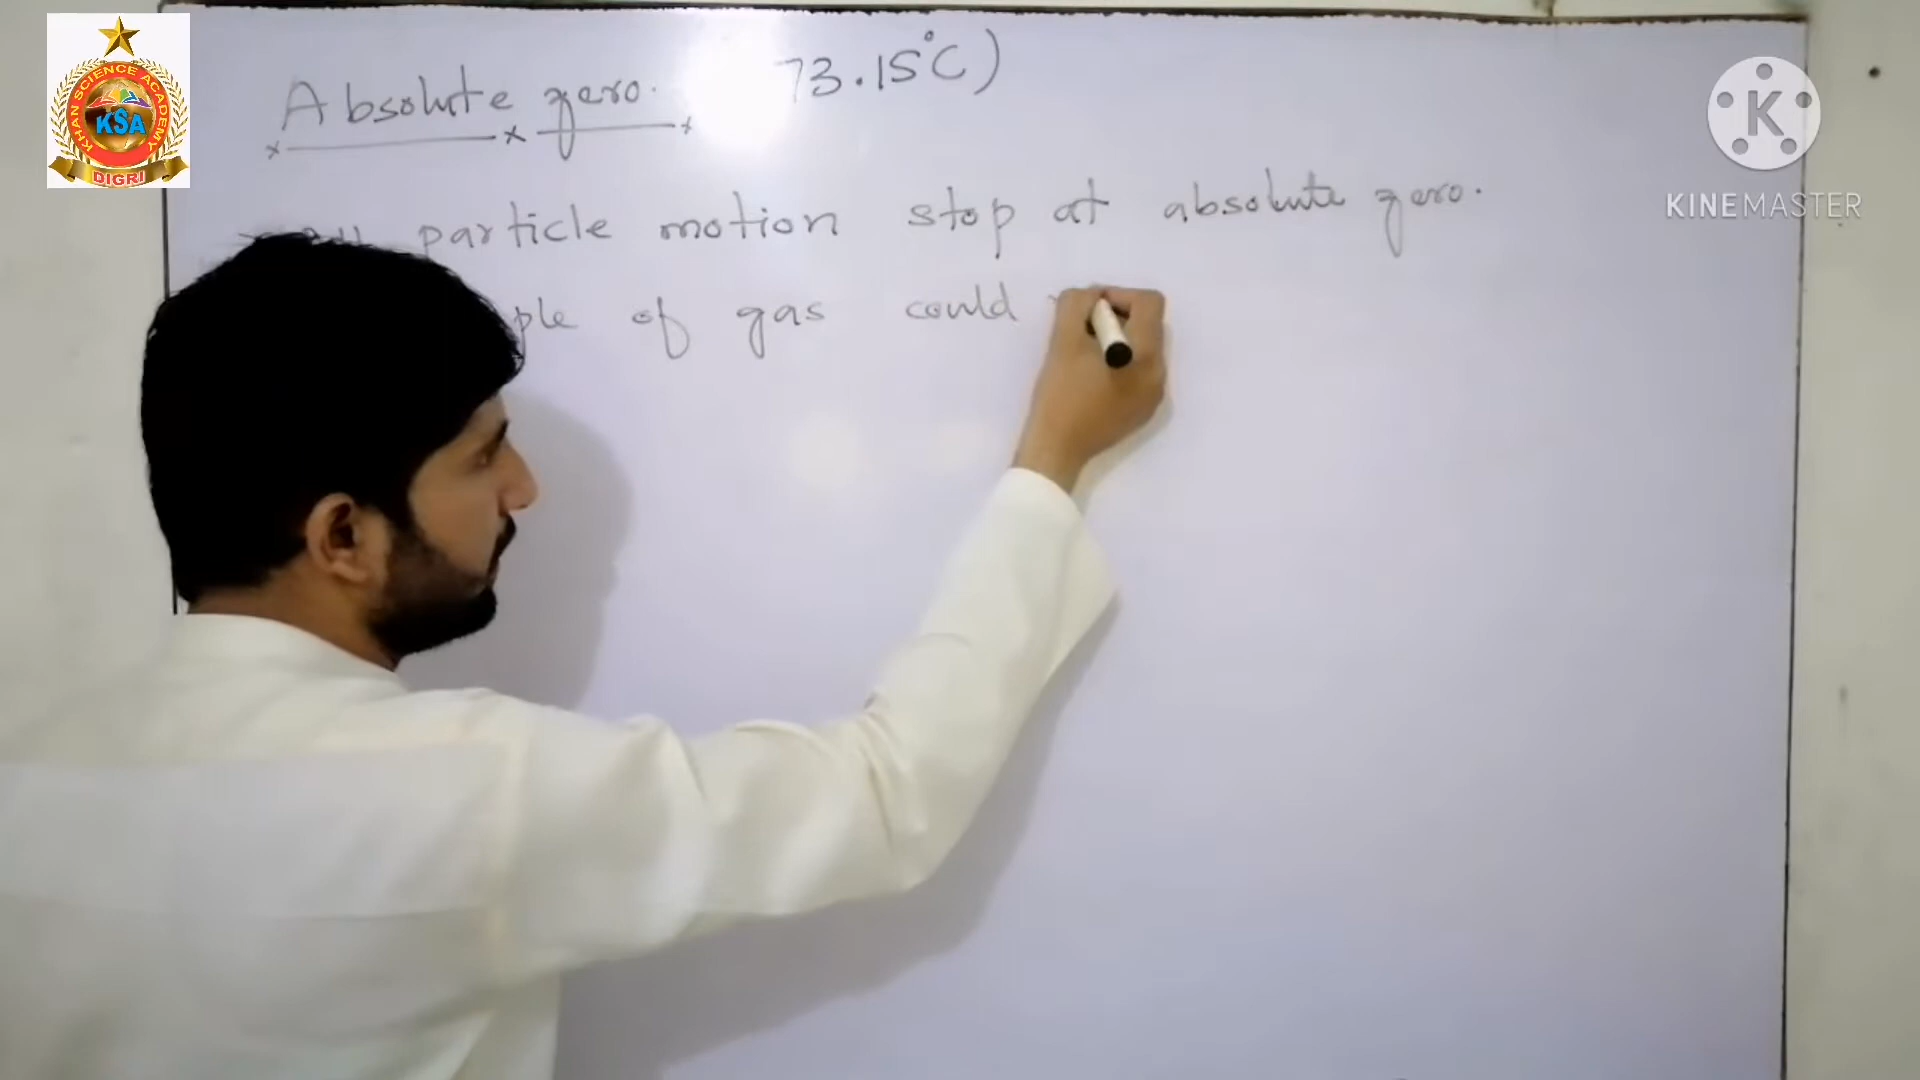 KHAN SCIENCE ACADEMY
KSA
DIGRI
Absolute zero. 73.15°C)
particle motion stop at absolute zero.
ple of gas could
K
KINEMASTER